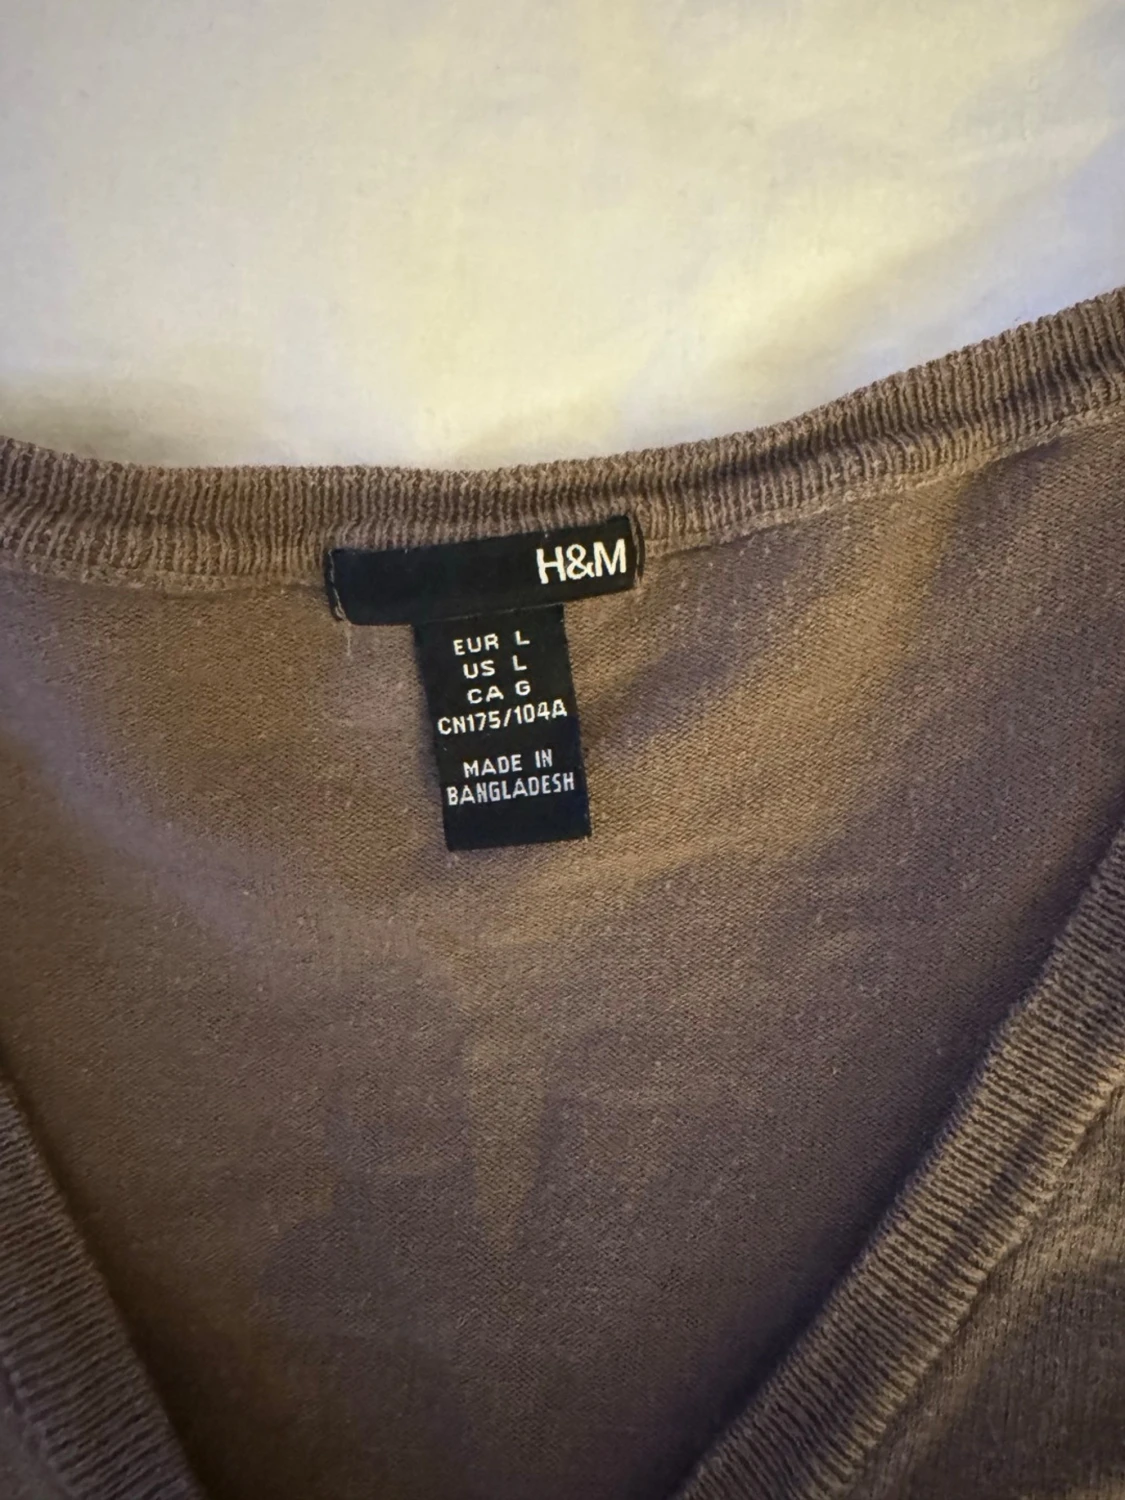 H&M
EUR L
US L
CA G
CN175/104A
MADE IN
BANGLADESH